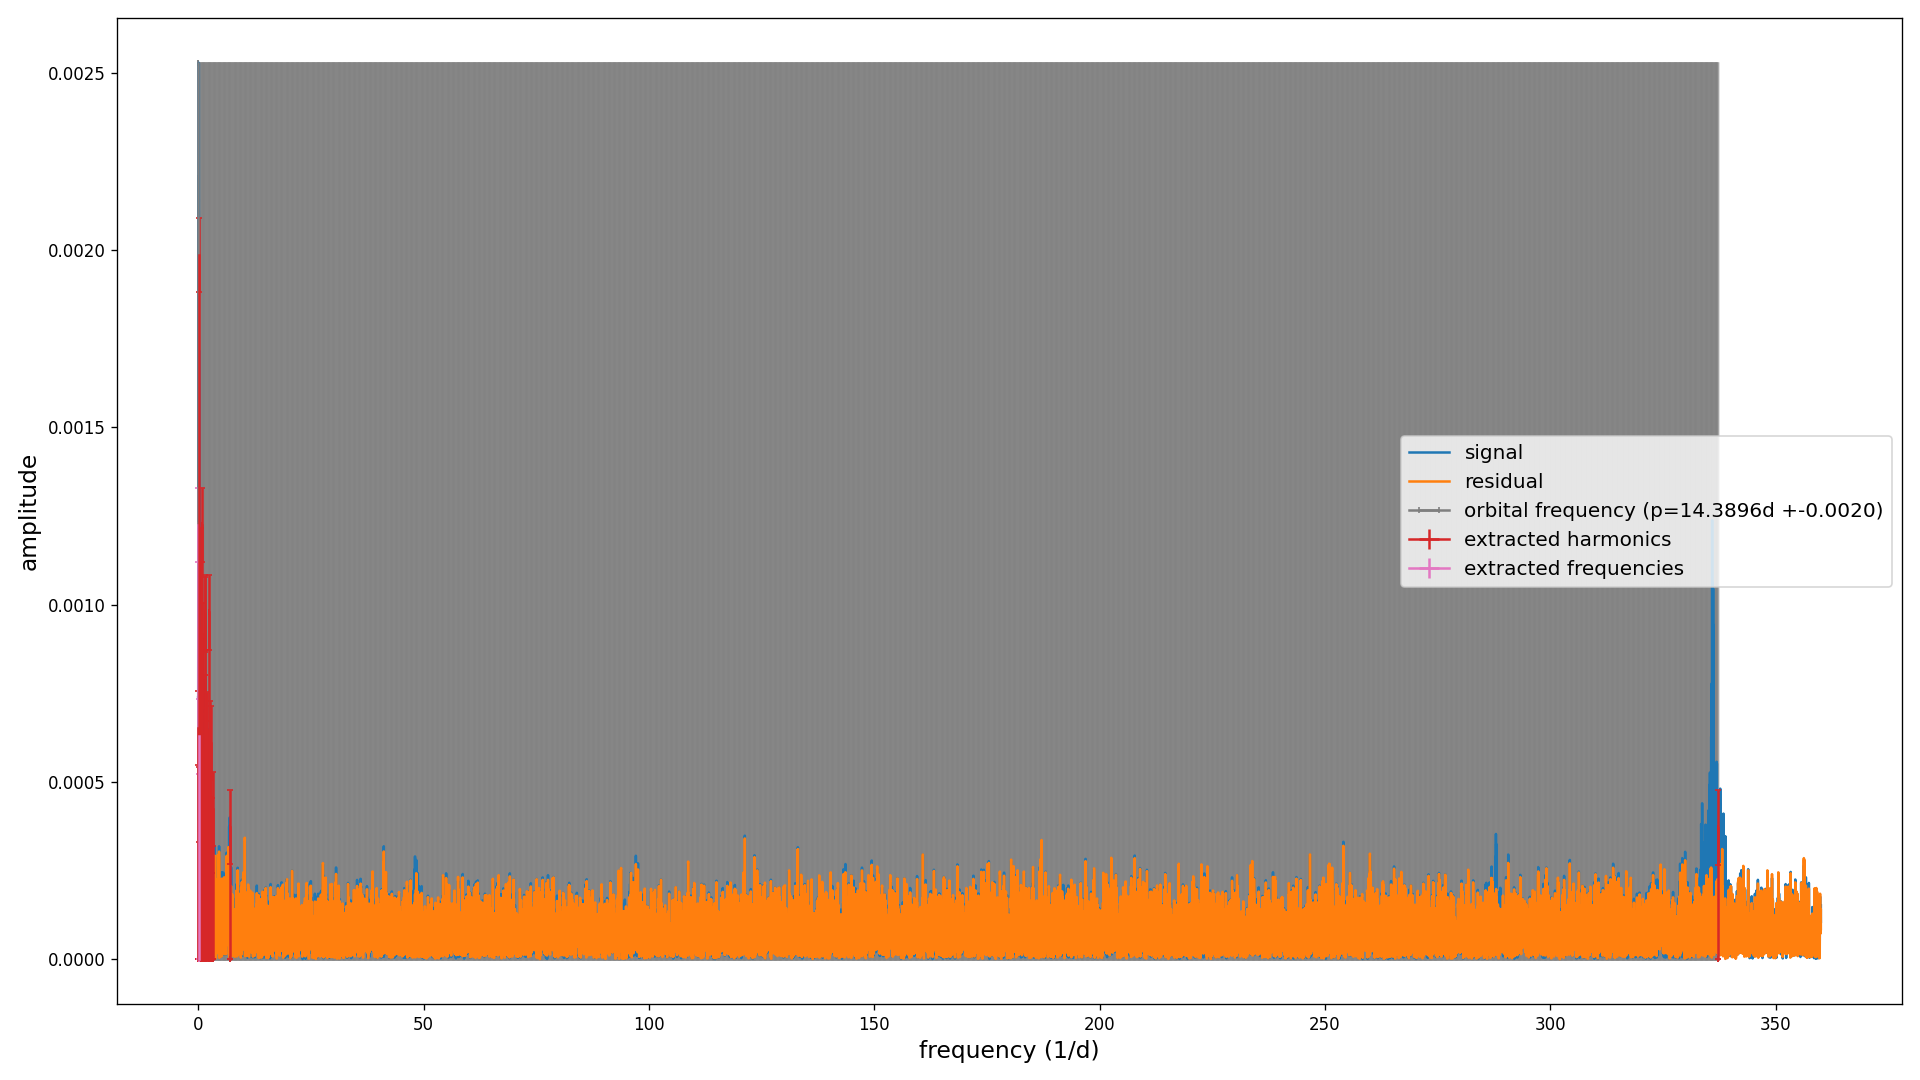 0.0025
0.0020
0.0015
0.0010
0.0005
0.0000
amplitude
signal
residual
orbital frequency (p=14.3896d +-0.0020)
extracted harmonics
extracted frequencies
0 50 100 150 200 250 300 350
frequency (1/d)